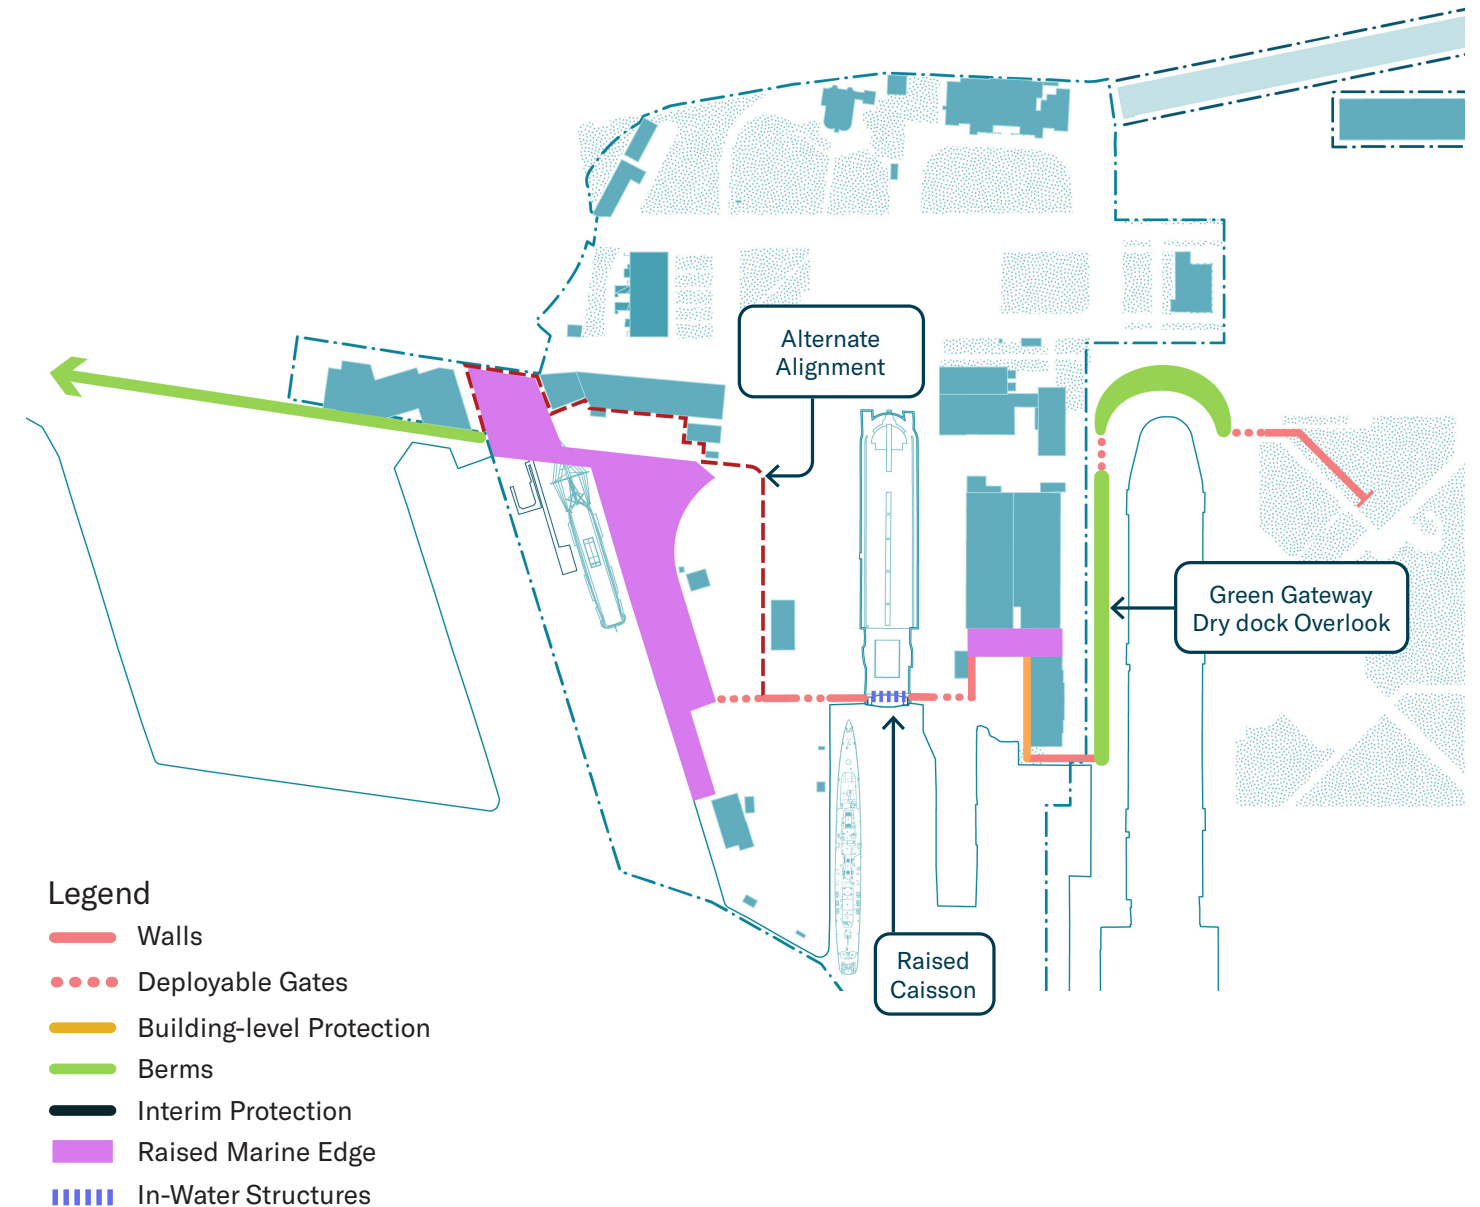 Alternate
Alignment
Green Gateway
Dry dock Overlook
Raised
Caisson
Legend
Walls
Deployable Gates
Building-level Protection
Berms
Interim Protection
Raised Marine Edge
In-Water Structures